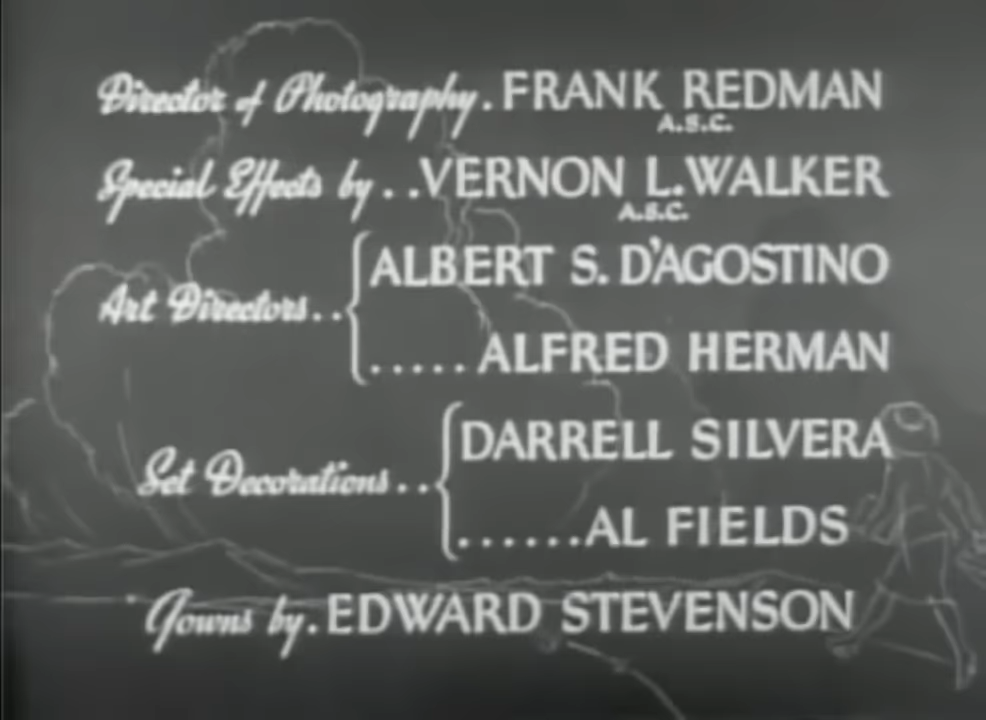 Director of Photography. FRANK REDMAN
A.S.C.
Special Effects by .. VERNON L. WALKER
A.S.C.
Art Directors.. ALBERT S. D'AGOSTINO
..... ALFRED HERMAN
Set Decorations.. DARRELL SILVERA
...... AL FIELDS
Gowns by. EDWARD STEVENSON